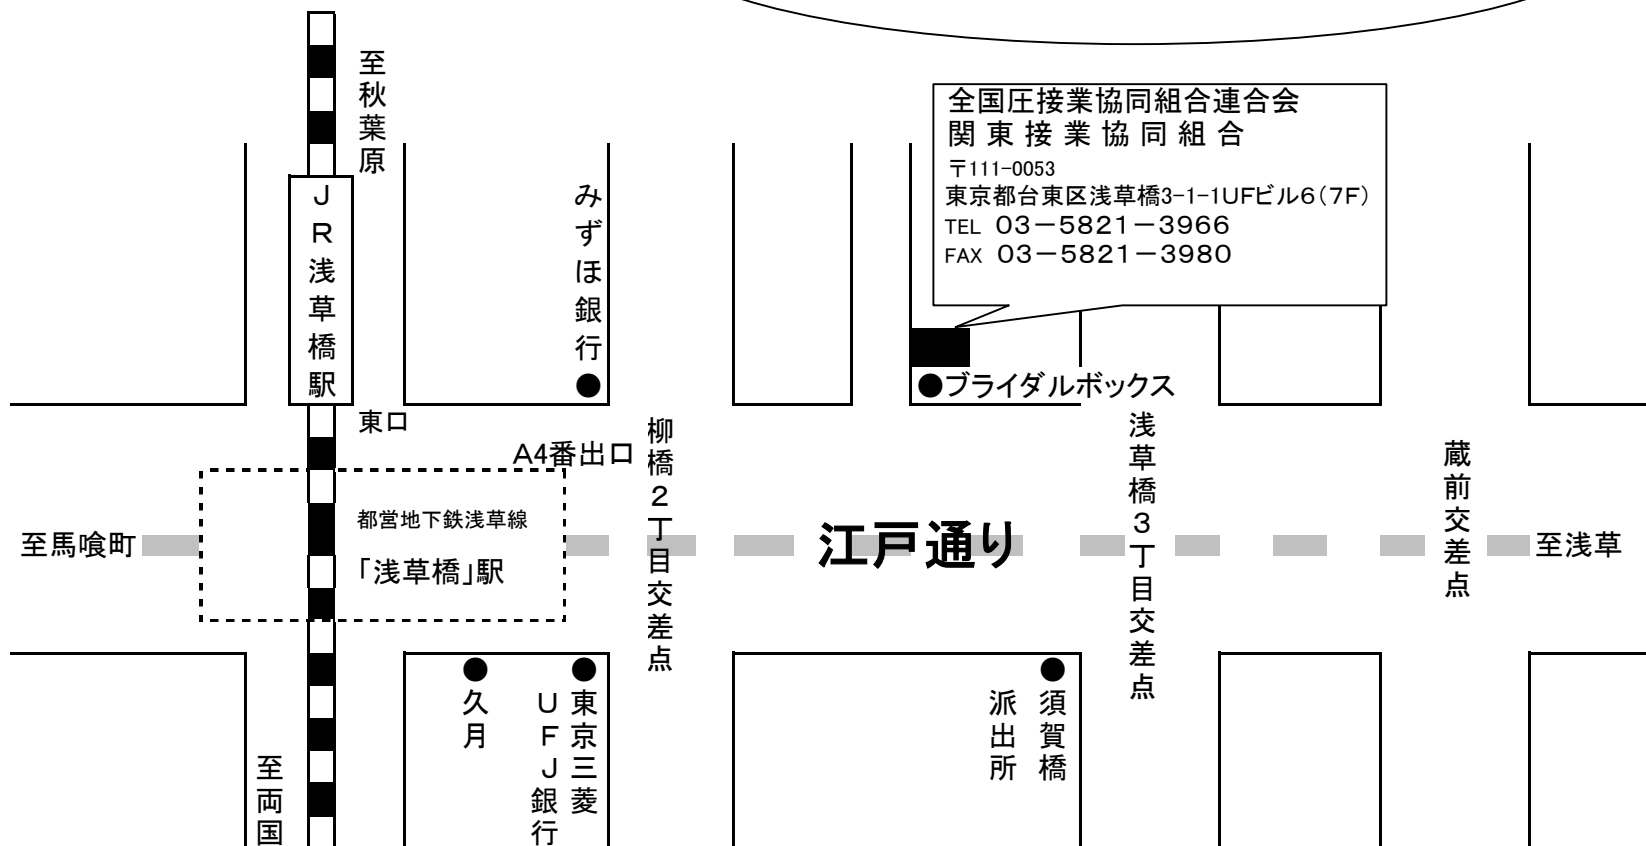 至秋葉原
全国圧接業協同組合連合会
関東接業協同組合
〒111-0053
東京都台東区浅草橋3-1-1UFビル6(7F)
TEL 03-5821-3966
FAX 03-5821-3980
JR浅草橋駅
みずほ銀行
●ブライダルボックス
東口
A4番出口
柳橋2丁目交差点
浅草橋3丁目交差点
蔵前交差点
都営地下鉄浅草線
「浅草橋」駅
至馬喰町
江戸通り
至浅草
久月
東京三菱
UFJ銀行
須賀橋
派出所
至両国